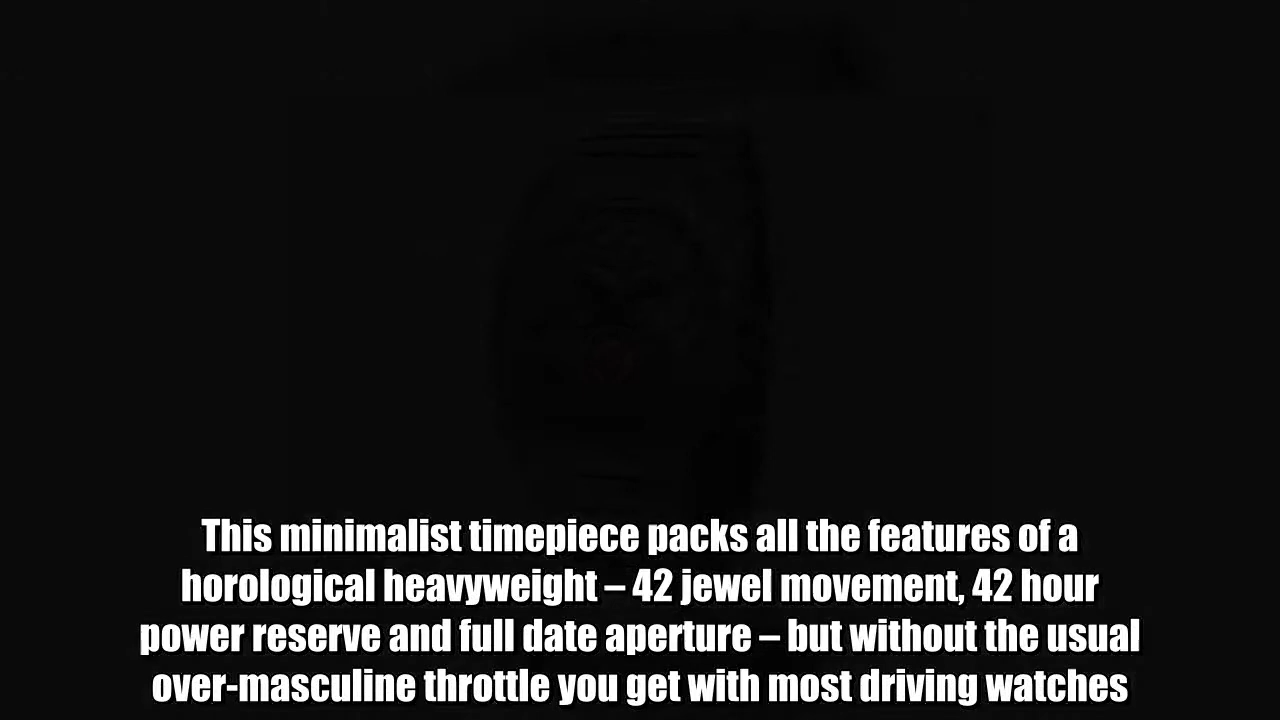 This minimalist timepiece packs all the features of a
horological heavyweight – 42 jewel movement, 42 hour
power reserve and full date aperture – but without the usual
over-masculine throttle you get with most driving watches